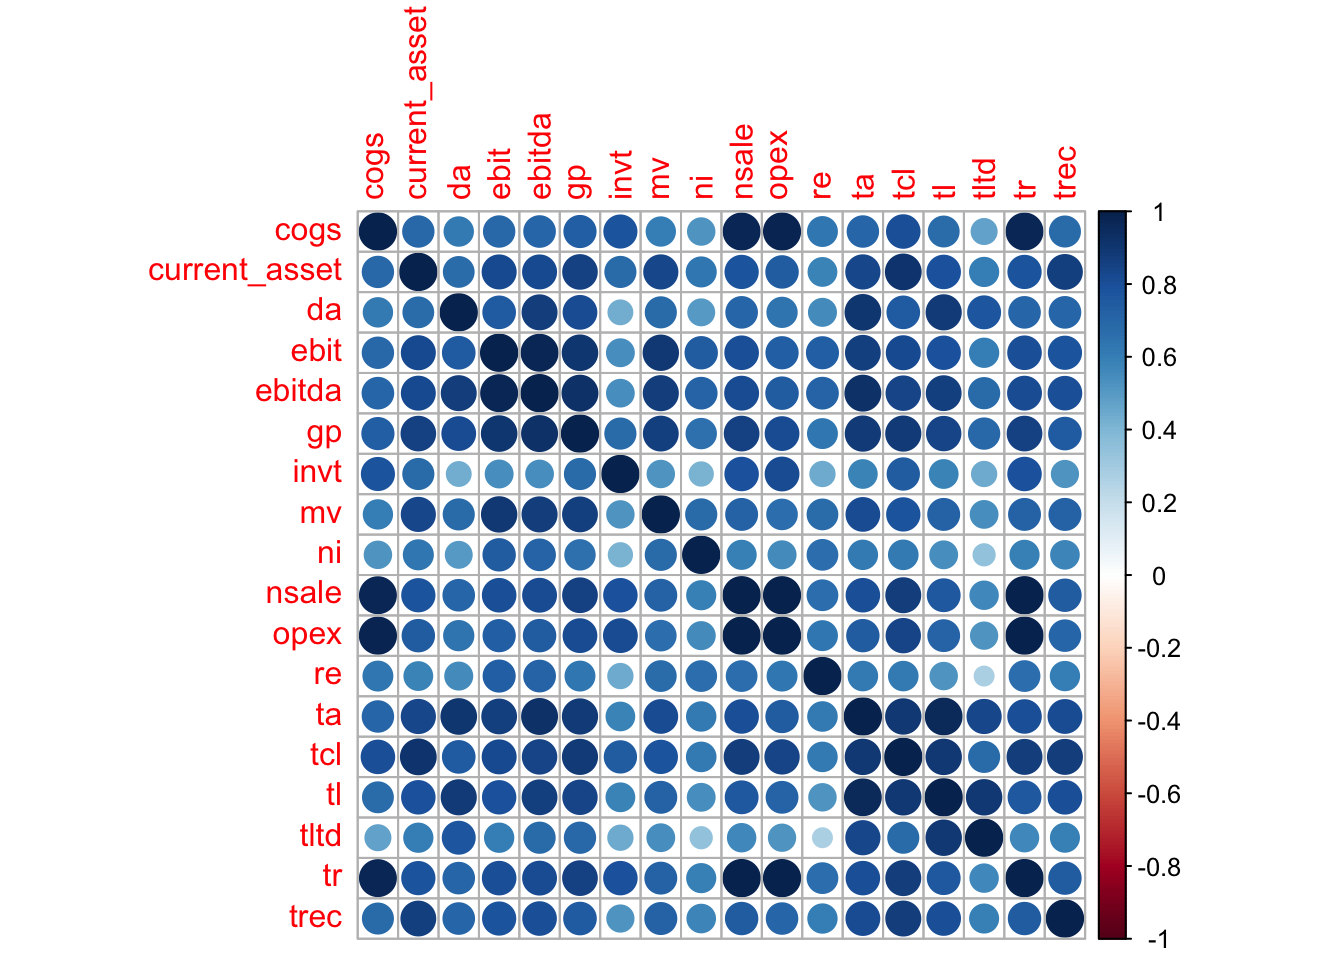 cogs
current_asset
da
ebit
ebitda
gp
invt
mv
ni
nsale
opex
re
ta
tcl
tl
tltd
tr
trec
cogs
current_asset
da
ebit
ebitda
gp
invt
mv
ni
nsale
opex
re
ta
tcl
tl
tltd
tr
trec
1
0.8
0.6
0.4
0.2
0
-0.2
-0.4
-0.6
-0.8
-1